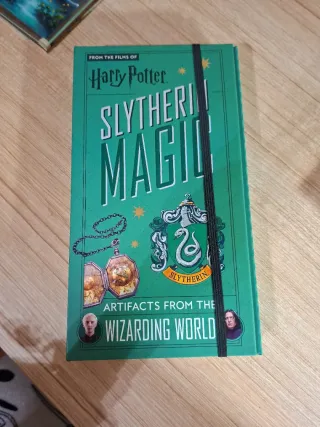 FROM THE FILMS OF
Harry Potter
SLYTHERIN
MAGIC
SLYTHERIN
ARTIFACTS FROM THE
WIZARDING WORLD